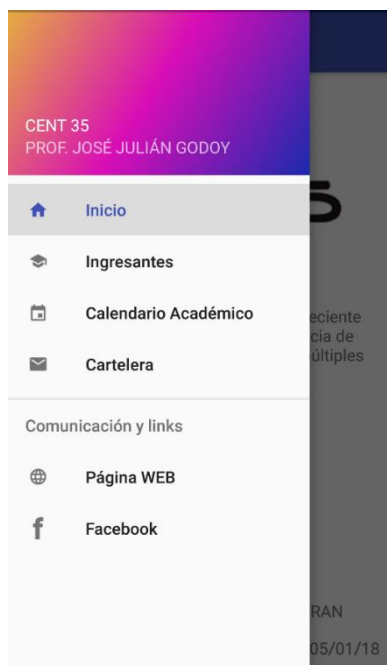 CENT 35
PROF. JOSÉ JULIÁN GODOY
Inicio
Ingresantes
Calendario Académico
Cartelera
Comunicación y links
Página WEB
Facebook
5
eciente
cia de
últiples
RAN
05/01/18